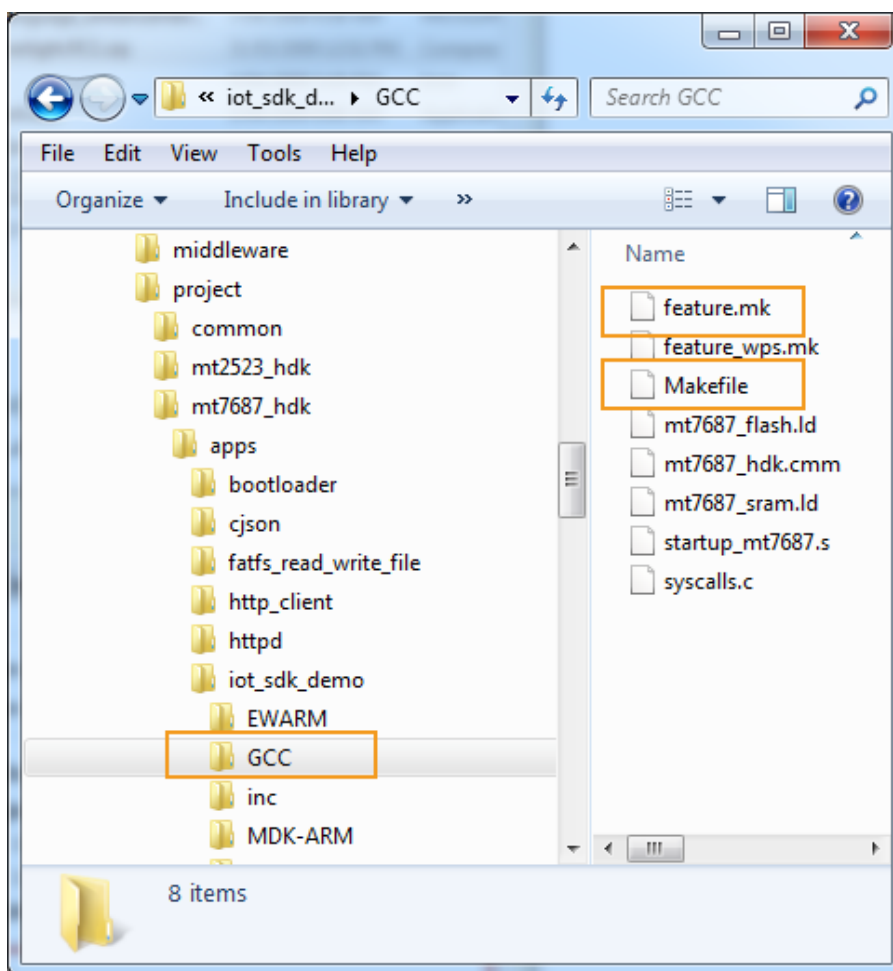 « iot_sdk_d... ▸ GCC
Search GCC
File Edit View Tools Help
Organize Include in library »
middleware
project
common
mt2523_hdk
mt7687_hdk
apps
bootloader
cjson
fatfs_read_write_file
http_client
httpd
iot_sdk_demo
EWARM
GCC
inc
MDK-ARM
Name
feature.mk
feature_wps.mk
Makefile
mt7687_flash.ld
mt7687_hdk.cmm
mt7687_sram.ld
startup_mt7687.s
syscalls.c
8 items